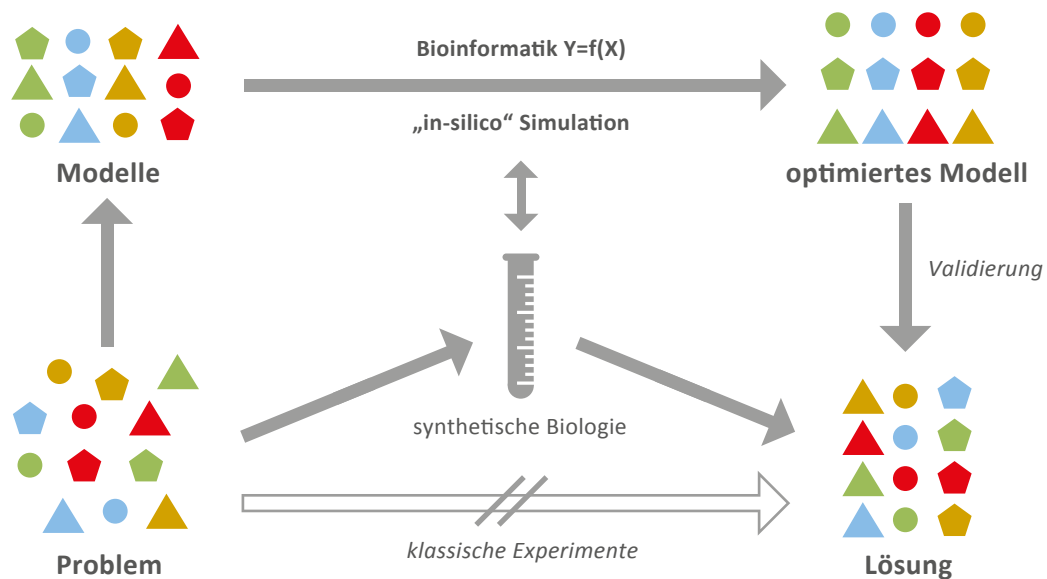 Bioinformatik Y=f(X)
„in-silico“ Simulation
Modelle
optimiertes Modell
Validierung
synthetische Biologie
klassische Experimente
Problem
Lösung